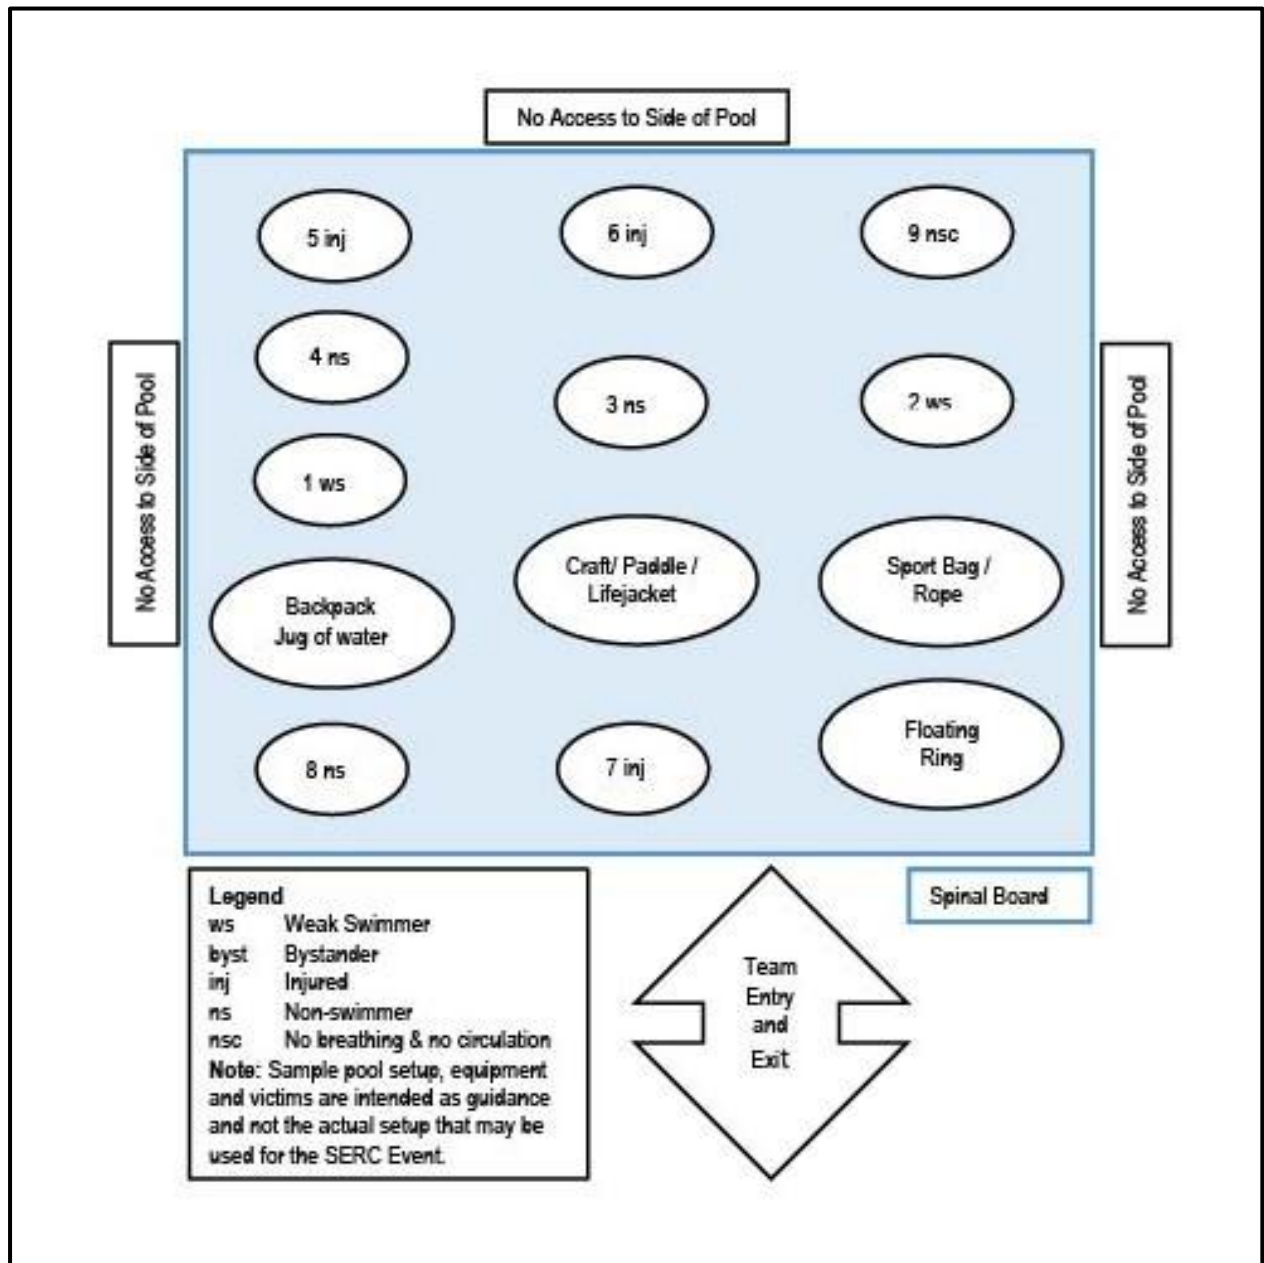 No Access to Side of Pool
5 inj
6 inj
9 nsc
4 ns
3 ns
2 ws
1 ws
No Access to Side of Pool
No Access to Side of Pool
Backpack
Jug of water
Craft/ Paddle /
Lifejacket
Sport Bag /
Rope
Floating
Ring
8 ns
7 inj
Spinal Board
Legend
ws Weak Swimmer
byst Bystander
inj Injured
ns Non-swimmer
nsc No breathing & no circulation
Note: Sample pool setup, equipment
and victims are intended as guidance
and not the actual setup that may be
used for the SERC Event.
Team
Entry
and
Exit